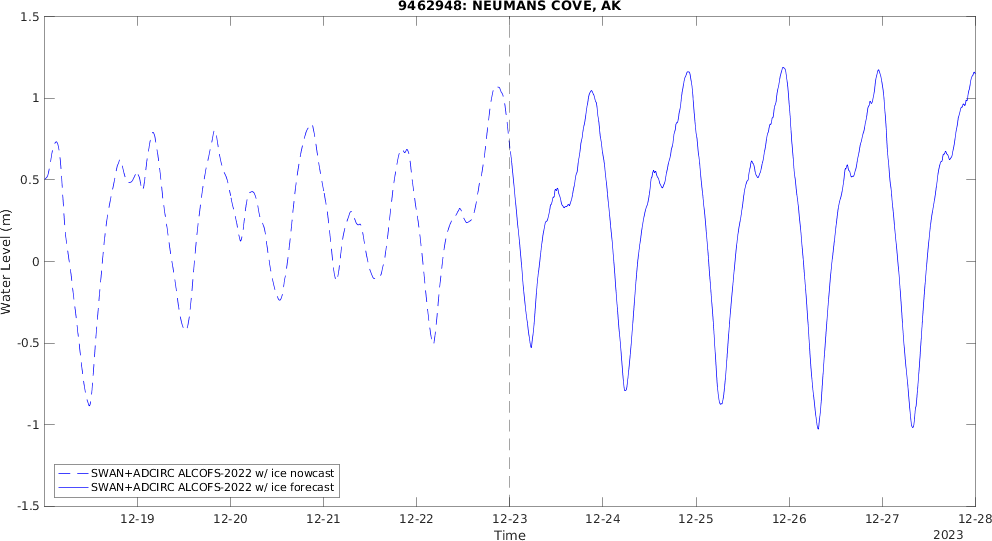 9462948: NEUMANS COVE, AK
1.5
1
0.5
0
-0.5
-1
-1.5
Water Level (m)
SWAN+ADCIRC ALCOFS-2022 w/ ice nowcast
SWAN+ADCIRC ALCOFS-2022 w/ ice forecast
12-19 12-20 12-21 12-22 12-23 12-24 12-25 12-26 12-27 12-28
Time
2023